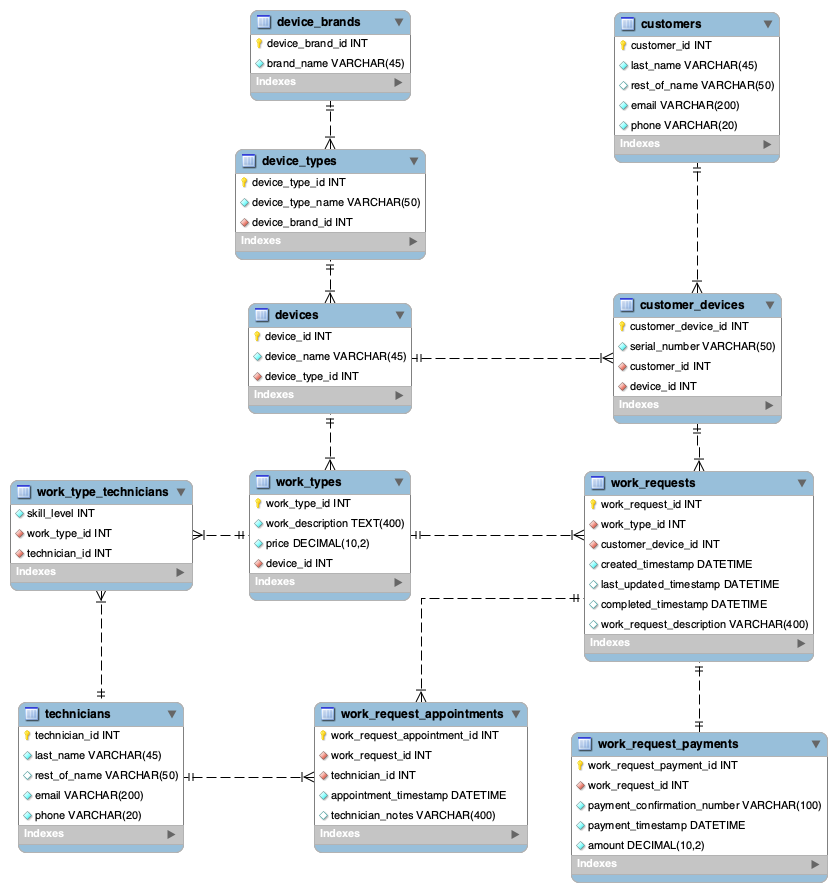 device_brands
device_brand_id INT
brand_name VARCHAR(45)
Indexes
customers
customer_id INT
last_name VARCHAR(45)
rest_of_name VARCHAR(50)
email VARCHAR(200)
phone VARCHAR(20)
Indexes
device_types
device_type_id INT
device_type_name VARCHAR(50)
device_brand_id INT
Indexes
devices
device_id INT
device_name VARCHAR(45)
device_type_id INT
Indexes
customer_devices
customer_device_id INT
serial_number VARCHAR(50)
customer_id INT
device_id INT
Indexes
work_type_technicians
skill_level INT
work_type_id INT
technician_id INT
Indexes
work_types
work_type_id INT
work_description TEXT(400)
price DECIMAL(10,2)
device_id INT
Indexes
work_requests
work_request_id INT
work_type_id INT
customer_device_id INT
created_timestamp DATETIME
last_updated_timestamp DATETIME
completed_timestamp DATETIME
work_request_description VARCHAR(400)
Indexes
technicians
technician_id INT
last_name VARCHAR(45)
rest_of_name VARCHAR(50)
email VARCHAR(200)
phone VARCHAR(20)
Indexes
work_request_appointments
work_request_appointment_id INT
work_request_id INT
technician_id INT
appointment_timestamp DATETIME
technician_notes VARCHAR(400)
Indexes
work_request_payments
work_request_payment_id INT
work_request_id INT
payment_confirmation_number VARCHAR(100)
payment_timestamp DATETIME
amount DECIMAL(10,2)
Indexes